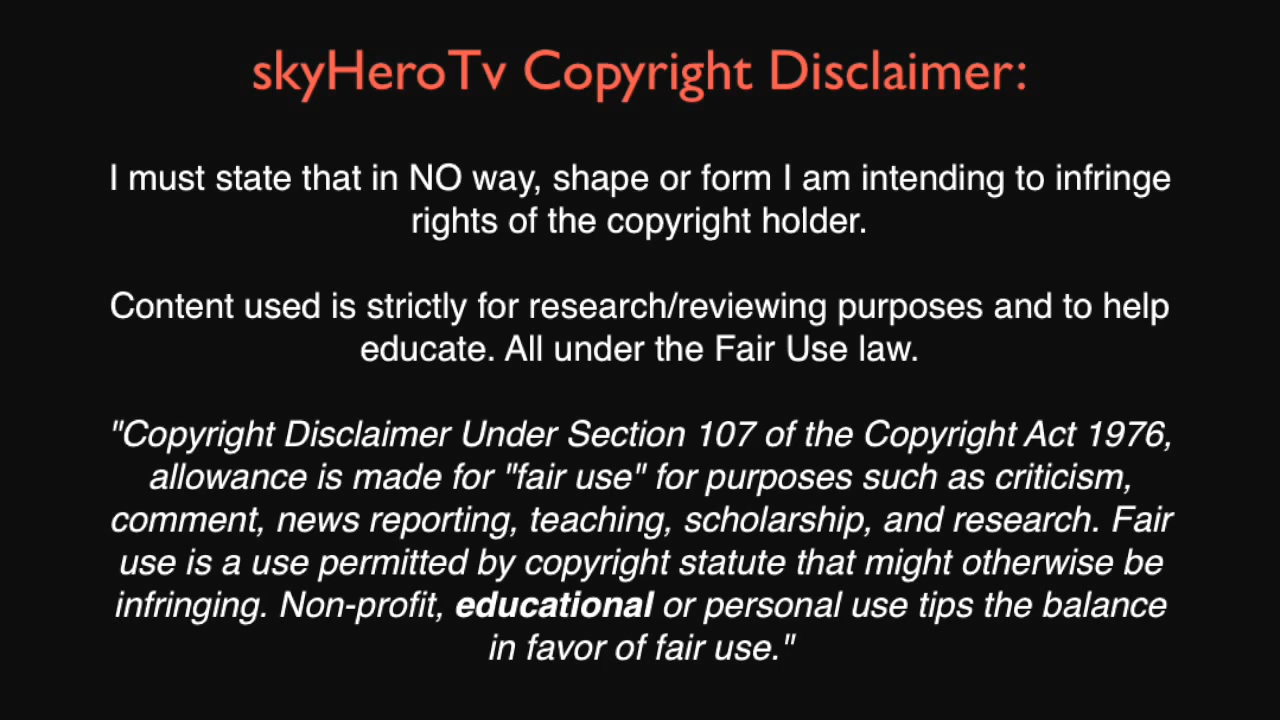 skyHeroTv Copyright Disclaimer:
I must state that in NO way, shape or form I am intending to infringe
rights of the copyright holder.
Content used is strictly for research/reviewing purposes and to help
educate. All under the Fair Use law.
"Copyright Disclaimer Under Section 107 of the Copyright Act 1976,
allowance is made for "fair use" for purposes such as criticism,
comment, news reporting, teaching, scholarship, and research. Fair
use is a use permitted by copyright statute that might otherwise be
infringing. Non-profit, educational or personal use tips the balance
in favor of fair use."